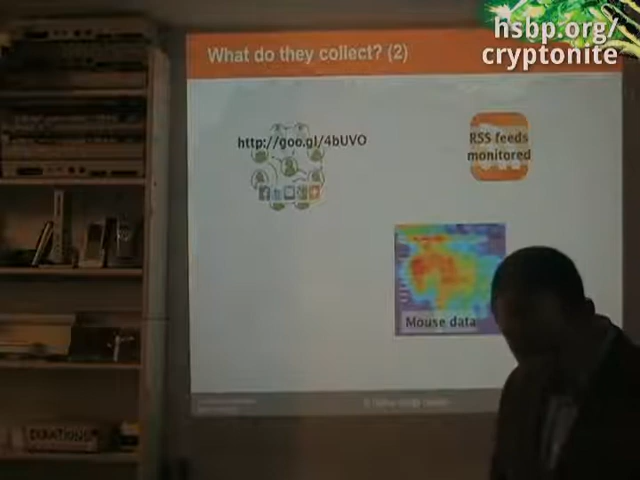 hsbp.org/
cryptonite
What do they collect? (2)
http://goo.gl/4bUVO
RSS feeds
monitored
Mouse data